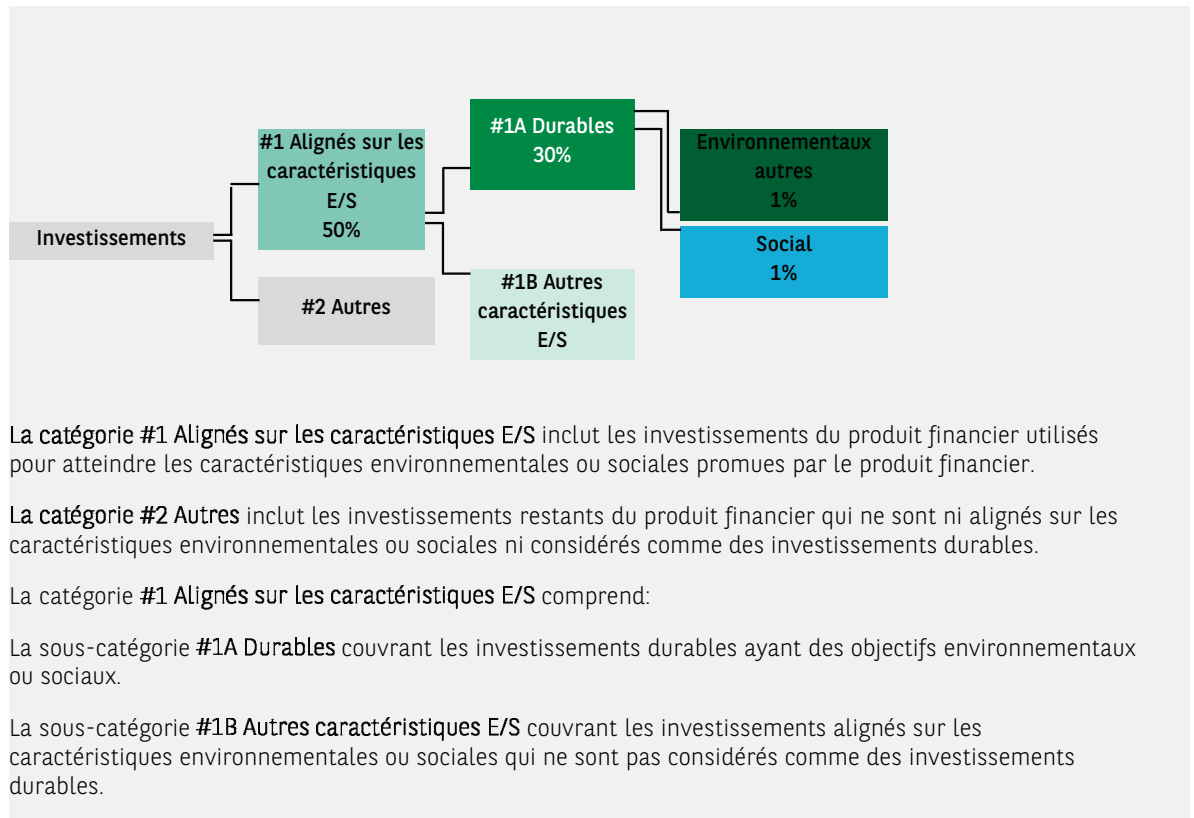 #1A Durables
30%
#1 Alignés sur les
caractéristiques
E/S
50%
Environnementaux
autres
1%
Investissements
Social
1%
#2 Autres
#1B Autres
caractéristiques
E/S
La catégorie #1 Alignés sur les caractéristiques E/S inclut les investissements du produit financier utilisés
pour atteindre les caractéristiques environnementales ou sociales promues par le produit financier.
La catégorie #2 Autres inclut les investissements restants du produit financier qui ne sont ni alignés sur les
caractéristiques environnementales ou sociales ni considérés comme des investissements durables.
La catégorie #1 Alignés sur les caractéristiques E/S comprend:
La sous-catégorie #1A Durables couvrant les investissements durables ayant des objectifs environnementaux
ou sociaux.
La sous-catégorie #1B Autres caractéristiques E/S couvrant les investissements alignés sur les
caractéristiques environnementales ou sociales qui ne sont pas considérés comme des investissements
durables.